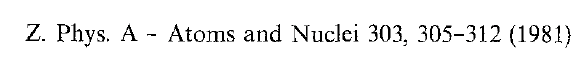 Z. Phys. A - Atoms and Nuclei 303, 305-312 (1981)